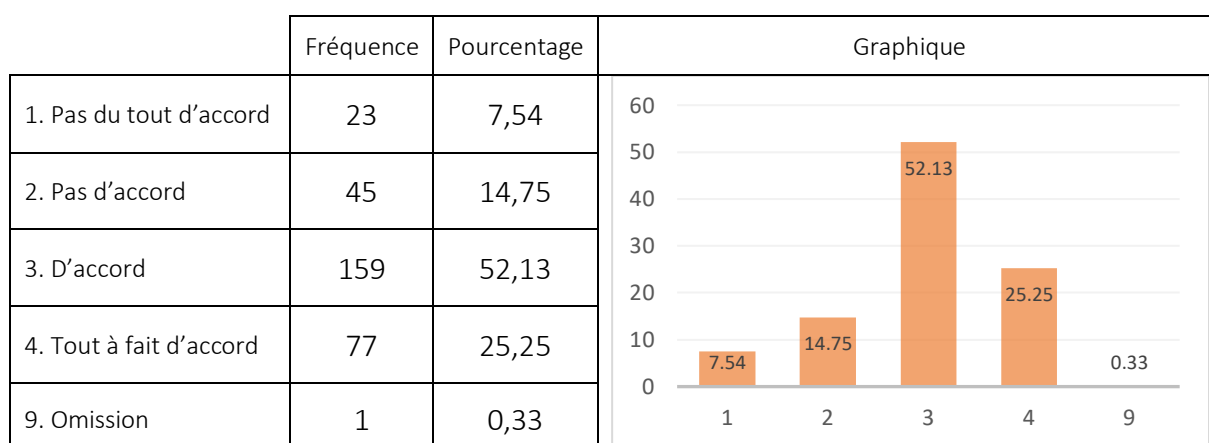 Fréquence Pourcentage Graphique
1. Pas du tout d’accord 23 7,54
2. Pas d’accord 45 14,75
3. D’accord 159 52,13
4. Tout à fait d’accord 77 25,25
9. Omission 1 0,33
60
50
40
30
20
10
0
7.54
14.75
52.13
25.25
0.33
1 2 3 4 9